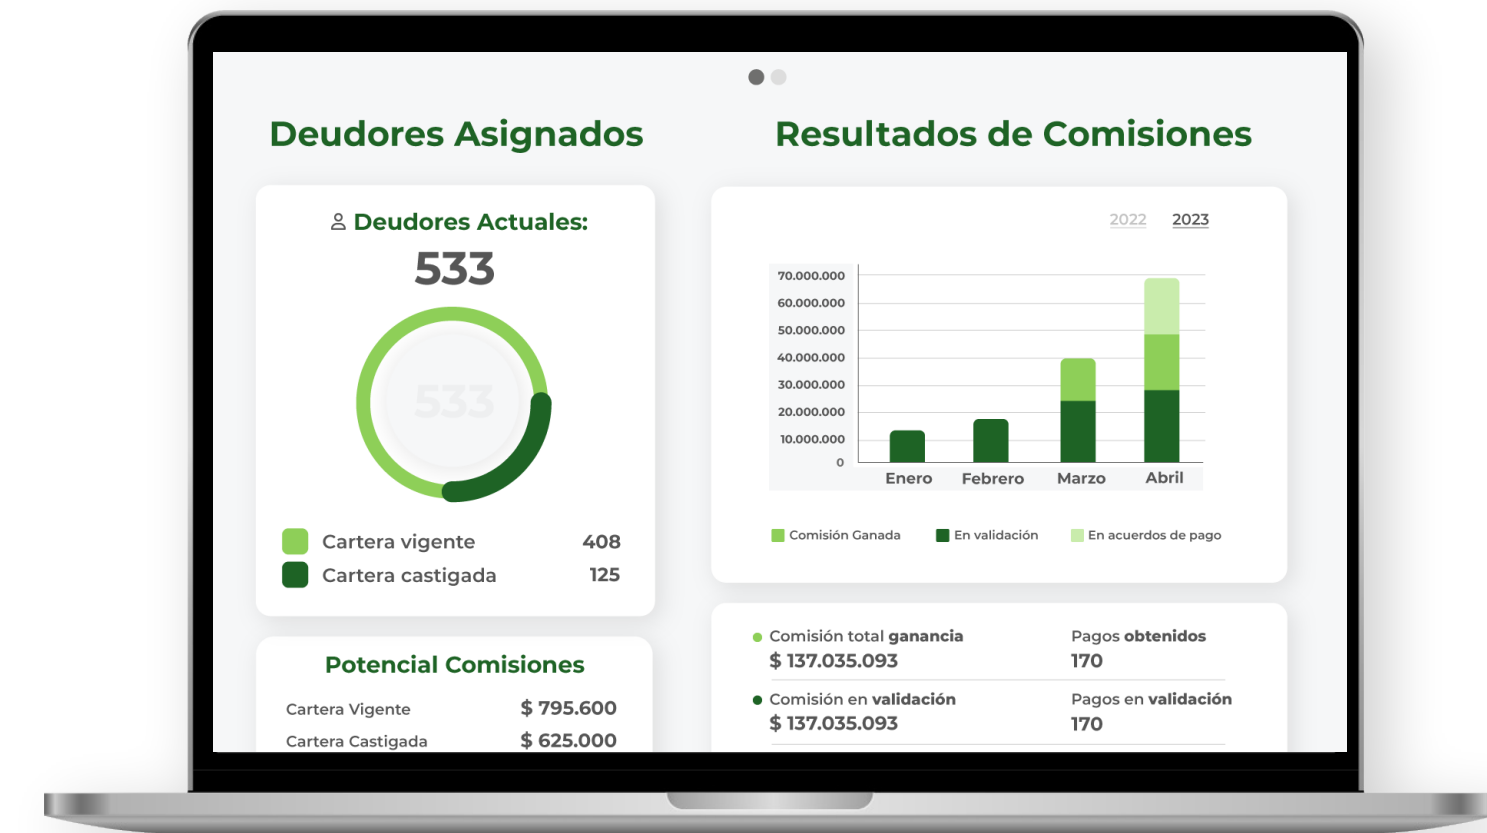 Deudores Asignados
Deudores Actuales:
533
533
Cartera vigente 408
Cartera castigada 125
Potencial Comisiones
Cartera Vigente $ 795.600
Cartera Castigada $ 625.000
Resultados de Comisiones
2022 2023
70.000.000
60.000.000
50.000.000
40.000.000
30.000.000
20.000.000
10.000.000
0
Enero Febrero Marzo Abril
Comisión Ganada En validación En acuerdos de pago
Comisión total ganancia Pagos obtenidos
$ 137.035.093 170
Comisión en validación Pagos en validación
$ 137.035.093 170